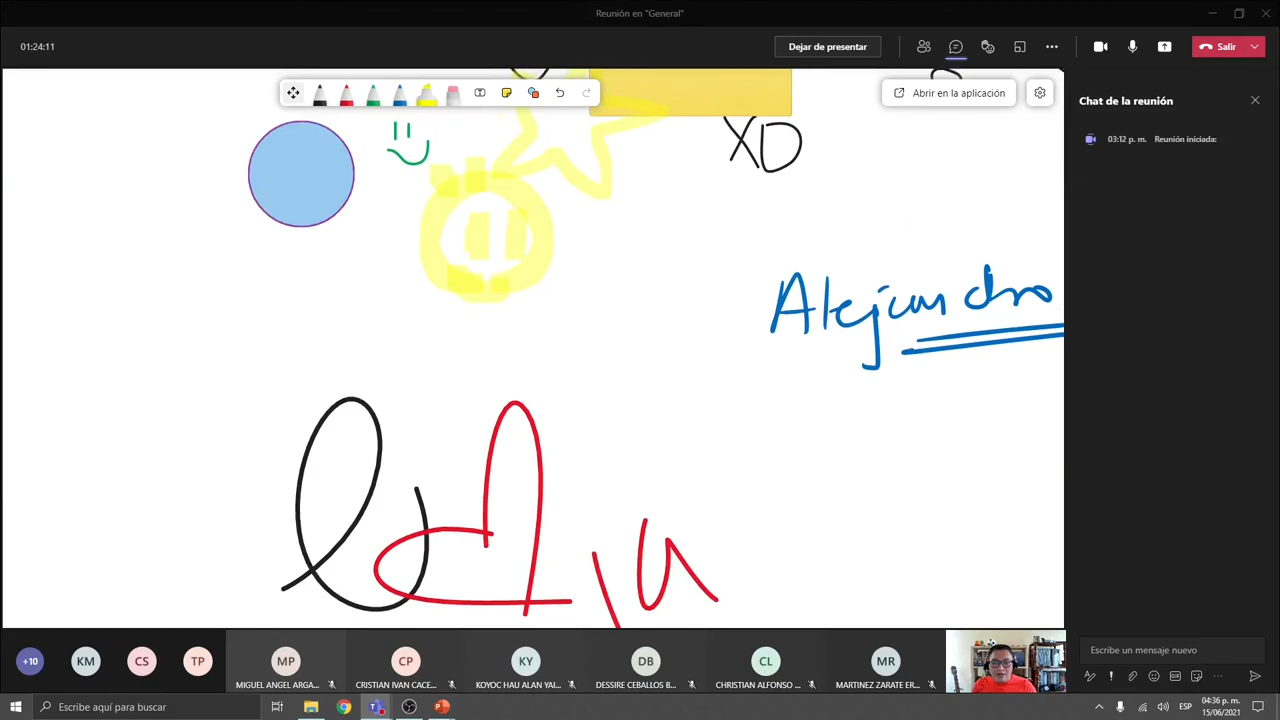 Reunión en "General"
01:24:11
Dejar de presentar
Salir
Abrir en la aplicación
Chat de la reunión
XD
03:12 p. m. Reunión iniciada:
Alejandro
+10
KM
CS
TP
MP
CP
KY
DB
CL
MR
MIGUEL ANGEL ARGA...
CRISTIAN IVAN CACE...
KOYOC HAU ALAN YAI...
DESSIRE CEBALLOS B...
CHRISTIAN ALFONSO ...
MARTINEZ ZARATE ER...
Escribe un mensaje nuevo
Escribe aquí para buscar
ESP
04:36 p. m.
15/06/2021